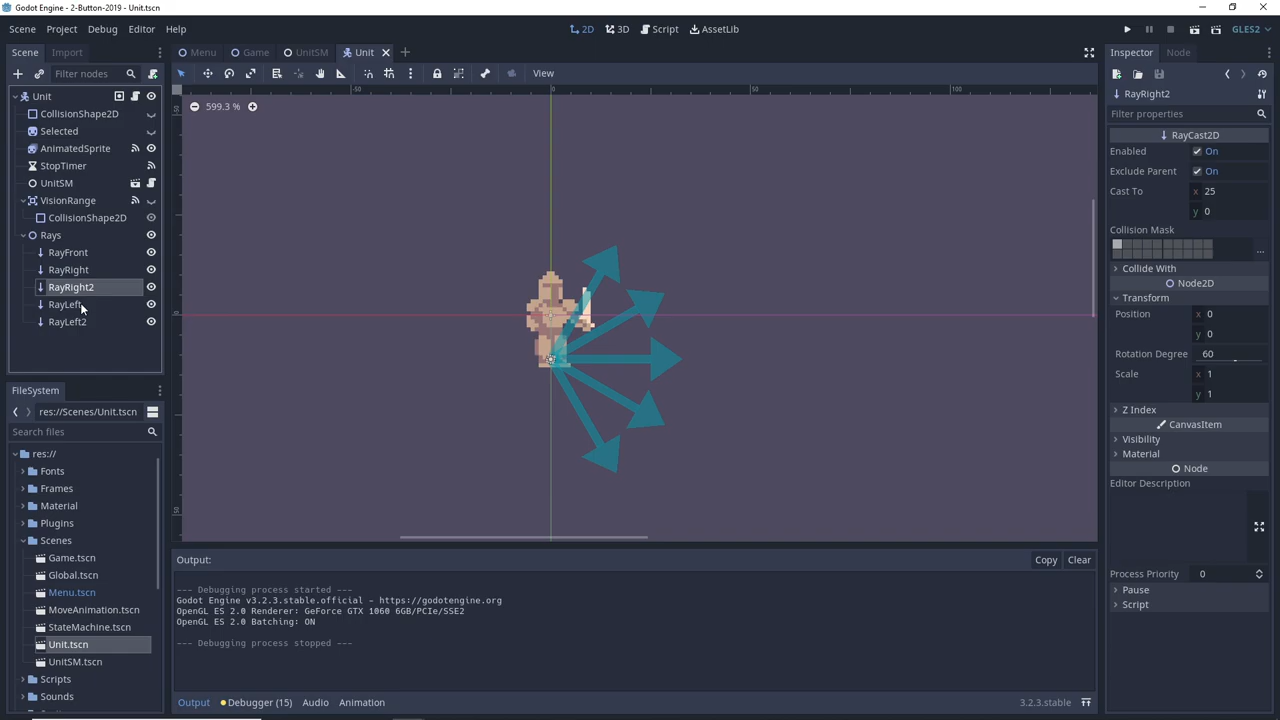 Godot Engine - 2-Button-2019 - Unit.tscn
Scene Project Debug Editor Help
2D 3D Script AssetLib
GLES2
Scene Import
Menu Game UnitSM Unit
Inspector Node
Filter nodes
View
Unit
-50 0 50 100
RayRight2
599.3 %
CollisionShape2D
Filter properties
Selected
RayCast2D
AnimatedSprite
Enabled On
StopTimer
Exclude Parent On
UnitSM
Cast To x 25
VisionRange
y 0
CollisionShape2D
Collision Mask
Rays
RayFront
...
RayRight
Collide With
RayRight2
Node2D
RayLeft
Transform
RayLeft2
Position x 0
y 0
Rotation Degree 60
Scale x 1
y 1
FileSystem
Z Index
res://Scenes/Unit.tscn
CanvasItem
Search files
Visibility
res://
Material
Fonts
Node
Frames
Editor Description
Material
Plugins
Scenes
Game.tscn
Global.tscn
Menu.tscn
MoveAnimation.tscn
StateMachine.tscn
Unit.tscn
UnitSM.tscn
Scripts
Sounds
Output:
Copy Clear
--- Debugging process started ---
Godot Engine v3.2.3.stable.official - https://godotengine.org
OpenGL ES 2.0 Renderer: GeForce GTX 1060 6GB/PCIe/SSE2
OpenGL ES 2.0 Batching: ON
--- Debugging process stopped ---
Process Priority 0
Pause
Script
Output Debugger (15) Audio Animation
3.2.3.stable